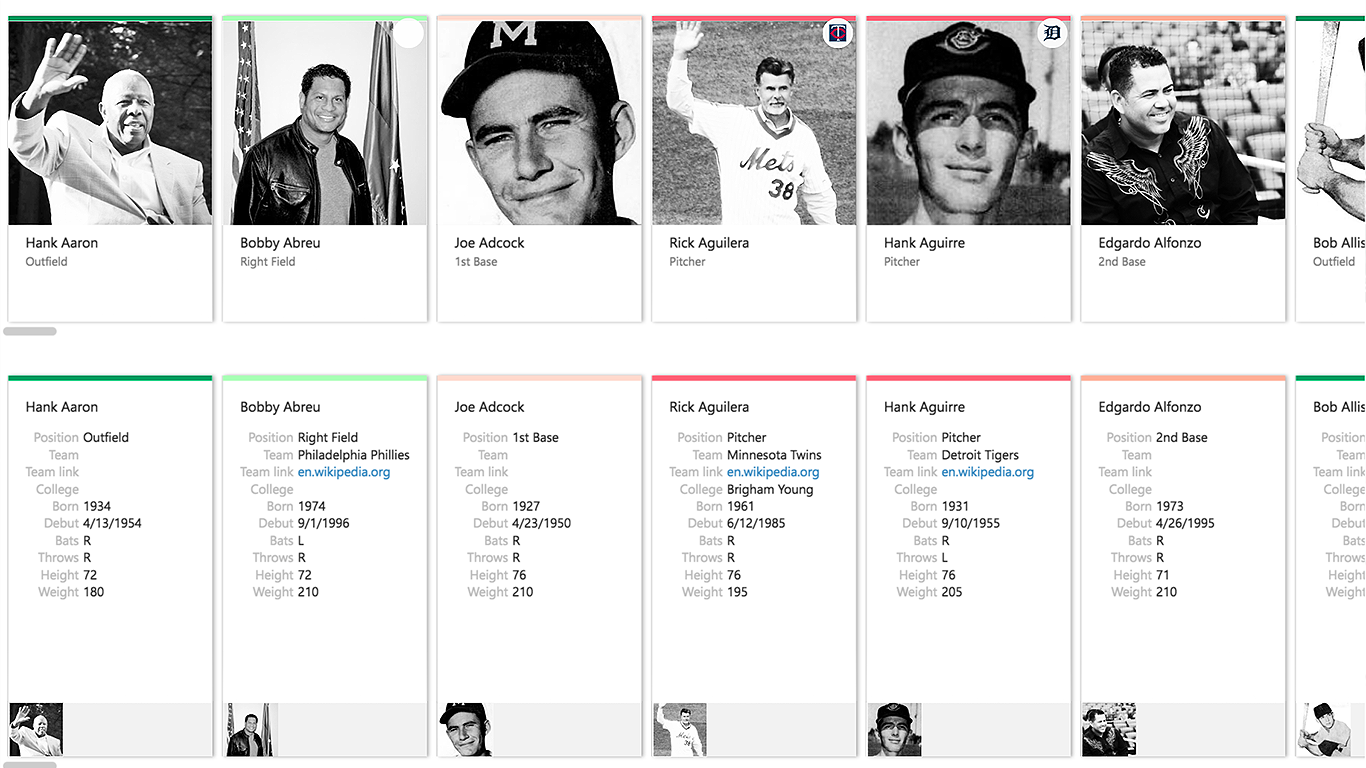 M
Mets
38
TC
D
C
Hank Aaron
Outfield
Bobby Abreu
Right Field
Joe Adcock
1st Base
Rick Aguilera
Pitcher
Hank Aguirre
Pitcher
Edgardo Alfonzo
2nd Base
Bob Allis
Outfield
Hank Aaron
Position Outfield
Team
Team link
College
Born 1934
Debut 4/13/1954
Bats R
Throws R
Height 72
Weight 180
Bobby Abreu
Position Right Field
Team Philadelphia Phillies
Team link en.wikipedia.org
College
Born 1974
Debut 9/1/1996
Bats L
Throws R
Height 72
Weight 210
Joe Adcock
Position 1st Base
Team
Team link
College
Born 1927
Debut 4/23/1950
Bats R
Throws R
Height 76
Weight 210
Rick Aguilera
Position Pitcher
Team Minnesota Twins
Team link en.wikipedia.org
College Brigham Young
Born 1961
Debut 6/12/1985
Bats R
Throws R
Height 76
Weight 195
Hank Aguirre
Position Pitcher
Team Detroit Tigers
Team link en.wikipedia.org
College
Born 1931
Debut 9/10/1955
Bats R
Throws L
Height 76
Weight 205
Edgardo Alfonzo
Position 2nd Base
Team
Team link
College
Born 1973
Debut 4/26/1995
Bats R
Throws R
Height 71
Weight 210
Bob Allis
Position
Team
Team link
College
Born
Debut
Bats
Throws
Height
Weight
Mets
38